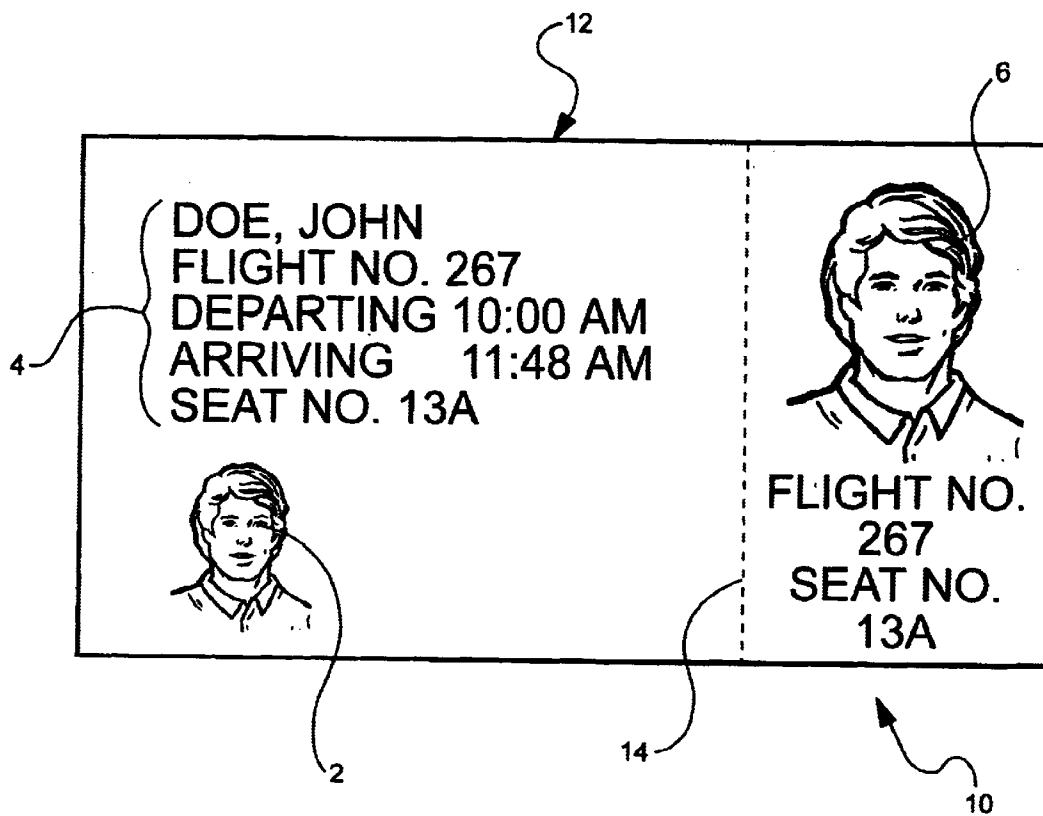 12
6
DOE, JOHN
FLIGHT NO. 267
DEPARTING 10:00 AM
ARRIVING 11:48 AM
SEAT NO. 13A
4
FLIGHT NO.
267
SEAT NO.
13A
2
14
10